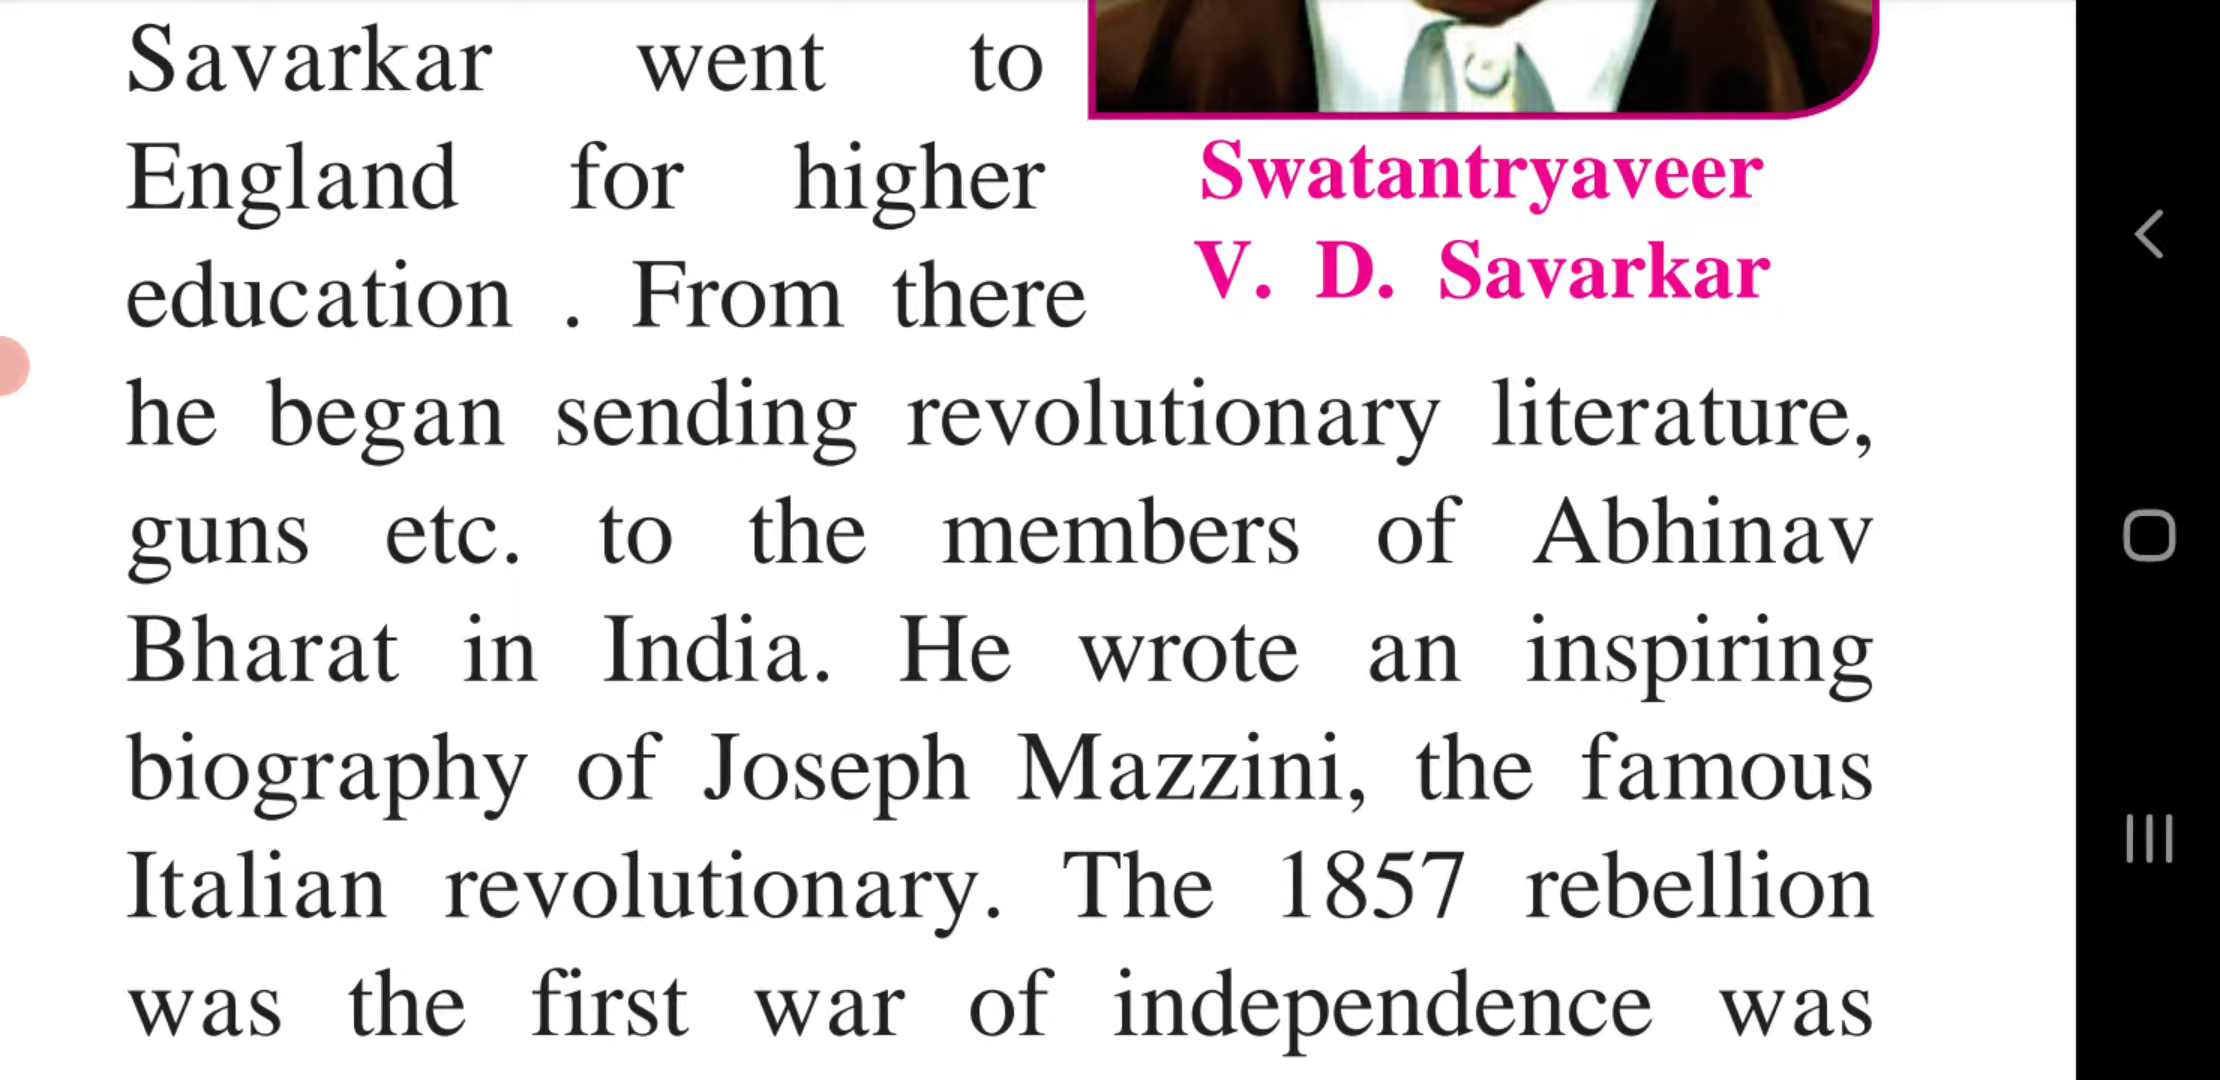 Savarkar went to
England for higher
education . From there
Swatantryaveer
V. D. Savarkar
he began sending revolutionary literature,
guns etc. to the members of Abhinav
Bharat in India. He wrote an inspiring
biography of Joseph Mazzini, the famous
Italian revolutionary. The 1857 rebellion
was the first war of independence was